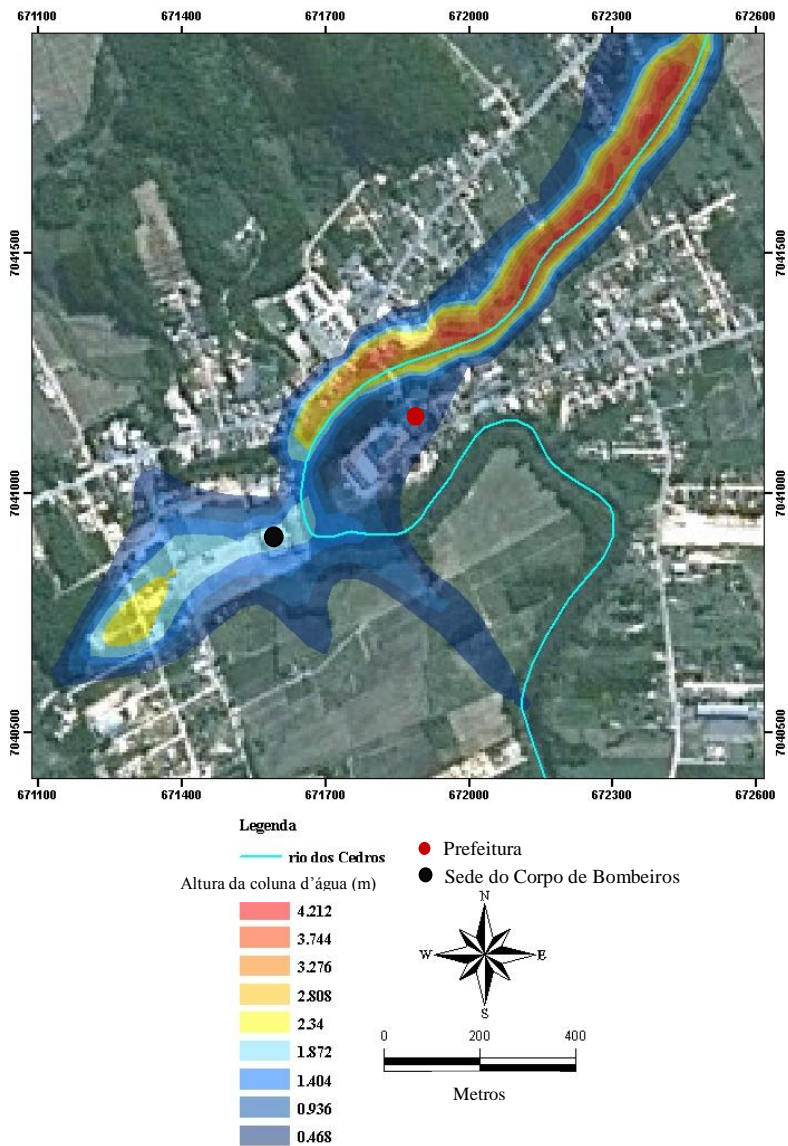 671100 671400 671700 672000 672300 672600
7041500 7041500
7041000 7041000
7040500 7040500
671100 671400 671700 672000 672300 672600
Legenda
rio dos Cedros
Prefeitura
Sede do Corpo de Bombeiros
Altura da coluna d'água (m)
4.212
3.744
3.276
2.808
2.34
1.872
1.404
0.936
0.468
N
W E
S
0 200 400
Metros